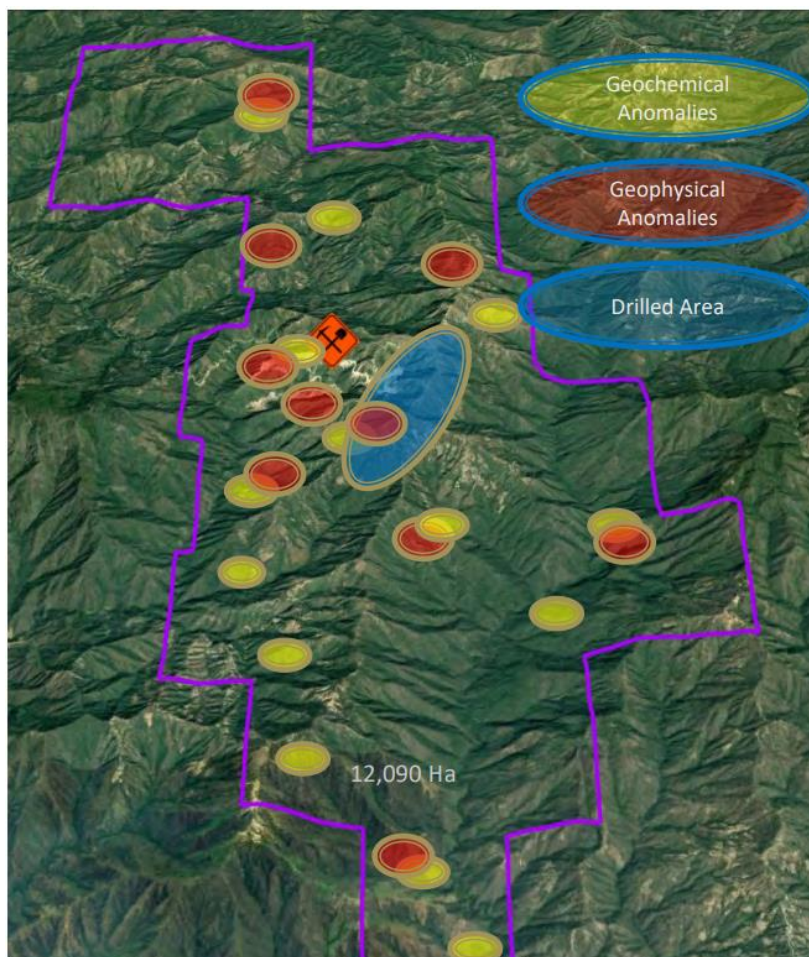 Geochemical
Anomalies
Geophysical
Anomalies
Drilled Area
12,090 Ha